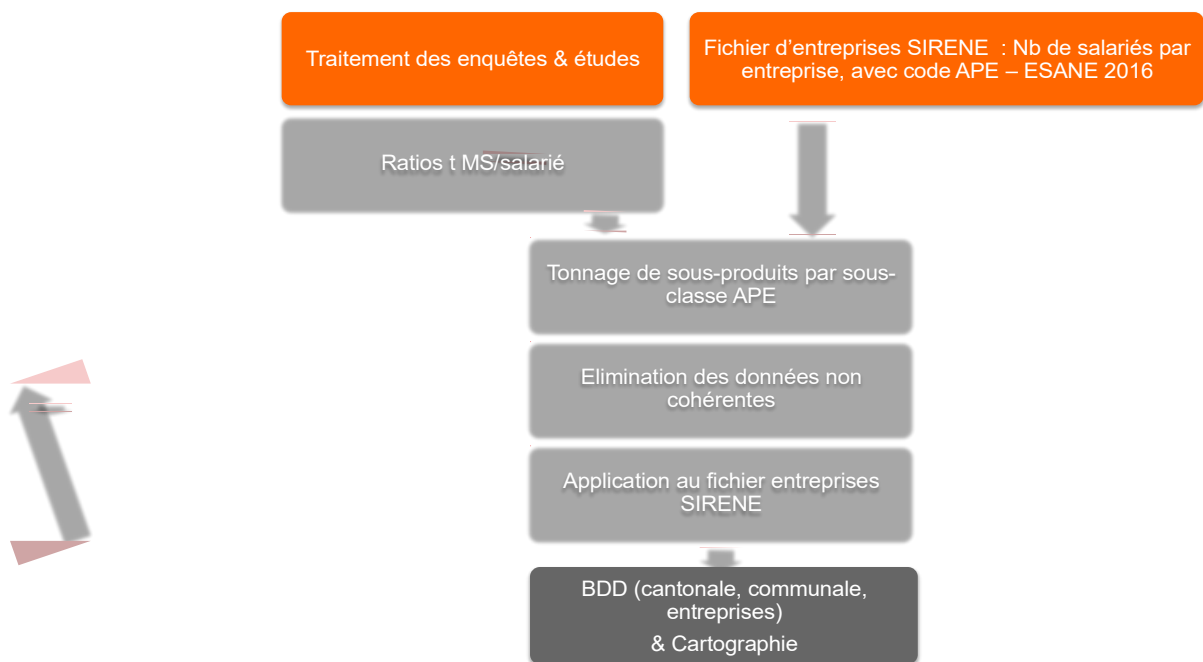 Traitement des enquêtes & études
Fichier d'entreprises SIRENE : Nb de salariés par
entreprise, avec code APE – ESANE 2016
Ratios t MS/salarié
Tonnage de sous-produits par sous-
classe APE
Elimination des données non
cohérentes
Application au fichier entreprises
SIRENE
BDD (cantonale, communale,
entreprises)
& Cartographie